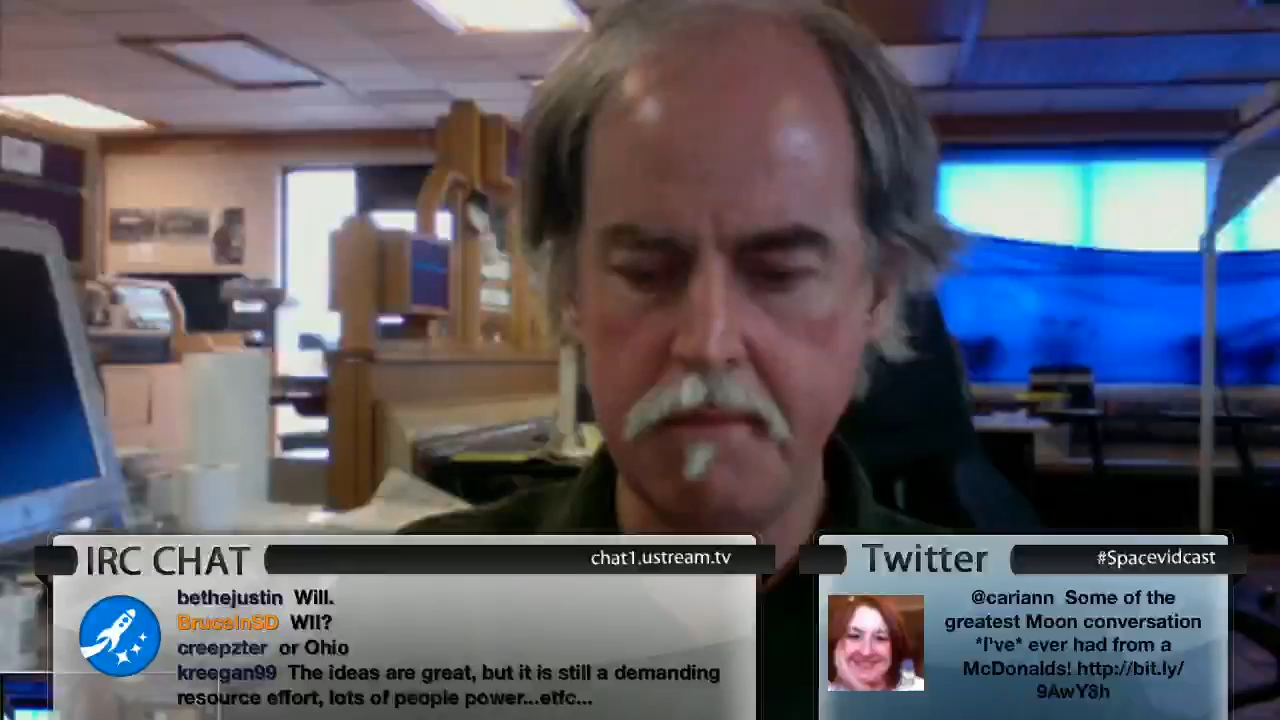 IRC CHAT
chat1.ustream.tv
bethejustin Will.
BruceInSD WIl?
creepzter or Ohio
kreegan99 The ideas are great, but it is still a demanding
resource effort, lots of people power...etfc...
Twitter
#Spacevidcast
@cariann Some of the
greatest Moon conversation
*I've* ever had from a
McDonalds! http://bit.ly/
9AwY8h